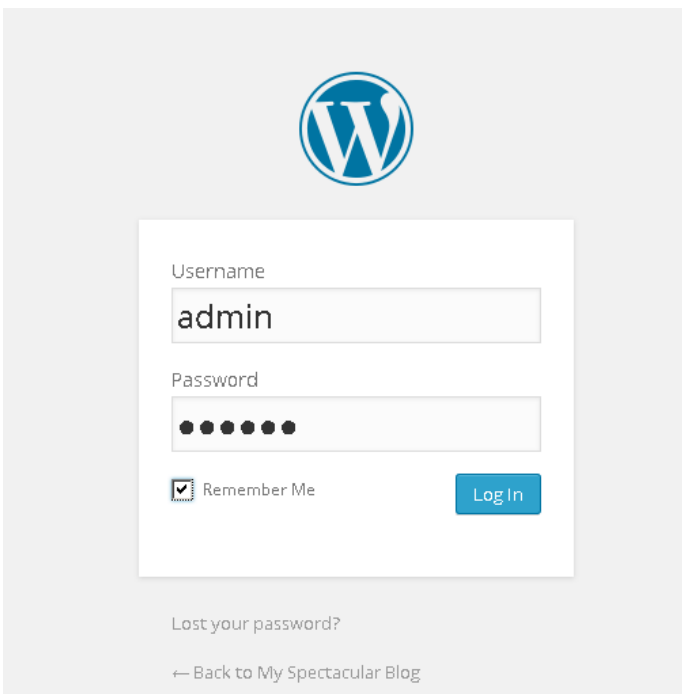 Username
admin
Password
●●●●●●
Remember Me
Log In
Lost your password?
← Back to My Spectacular Blog